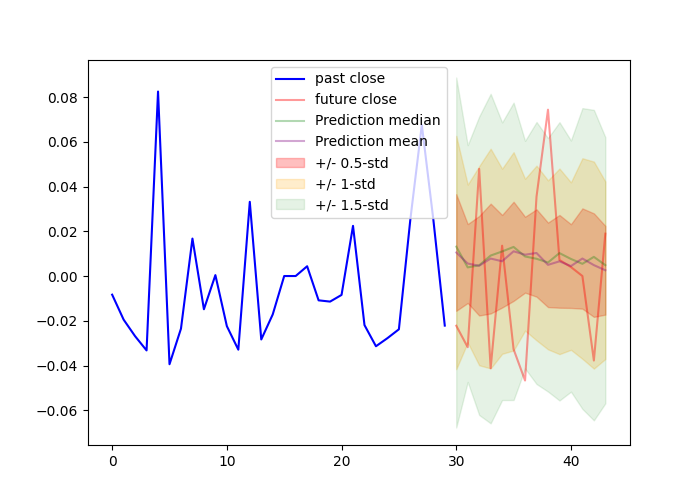 past close
future close
Prediction median
Prediction mean
+/- 0.5-std
+/- 1-std
+/- 1.5-std
0.08
0.06
0.04
0.02
0.00
−0.02
−0.04
−0.06
0 10 20 30 40